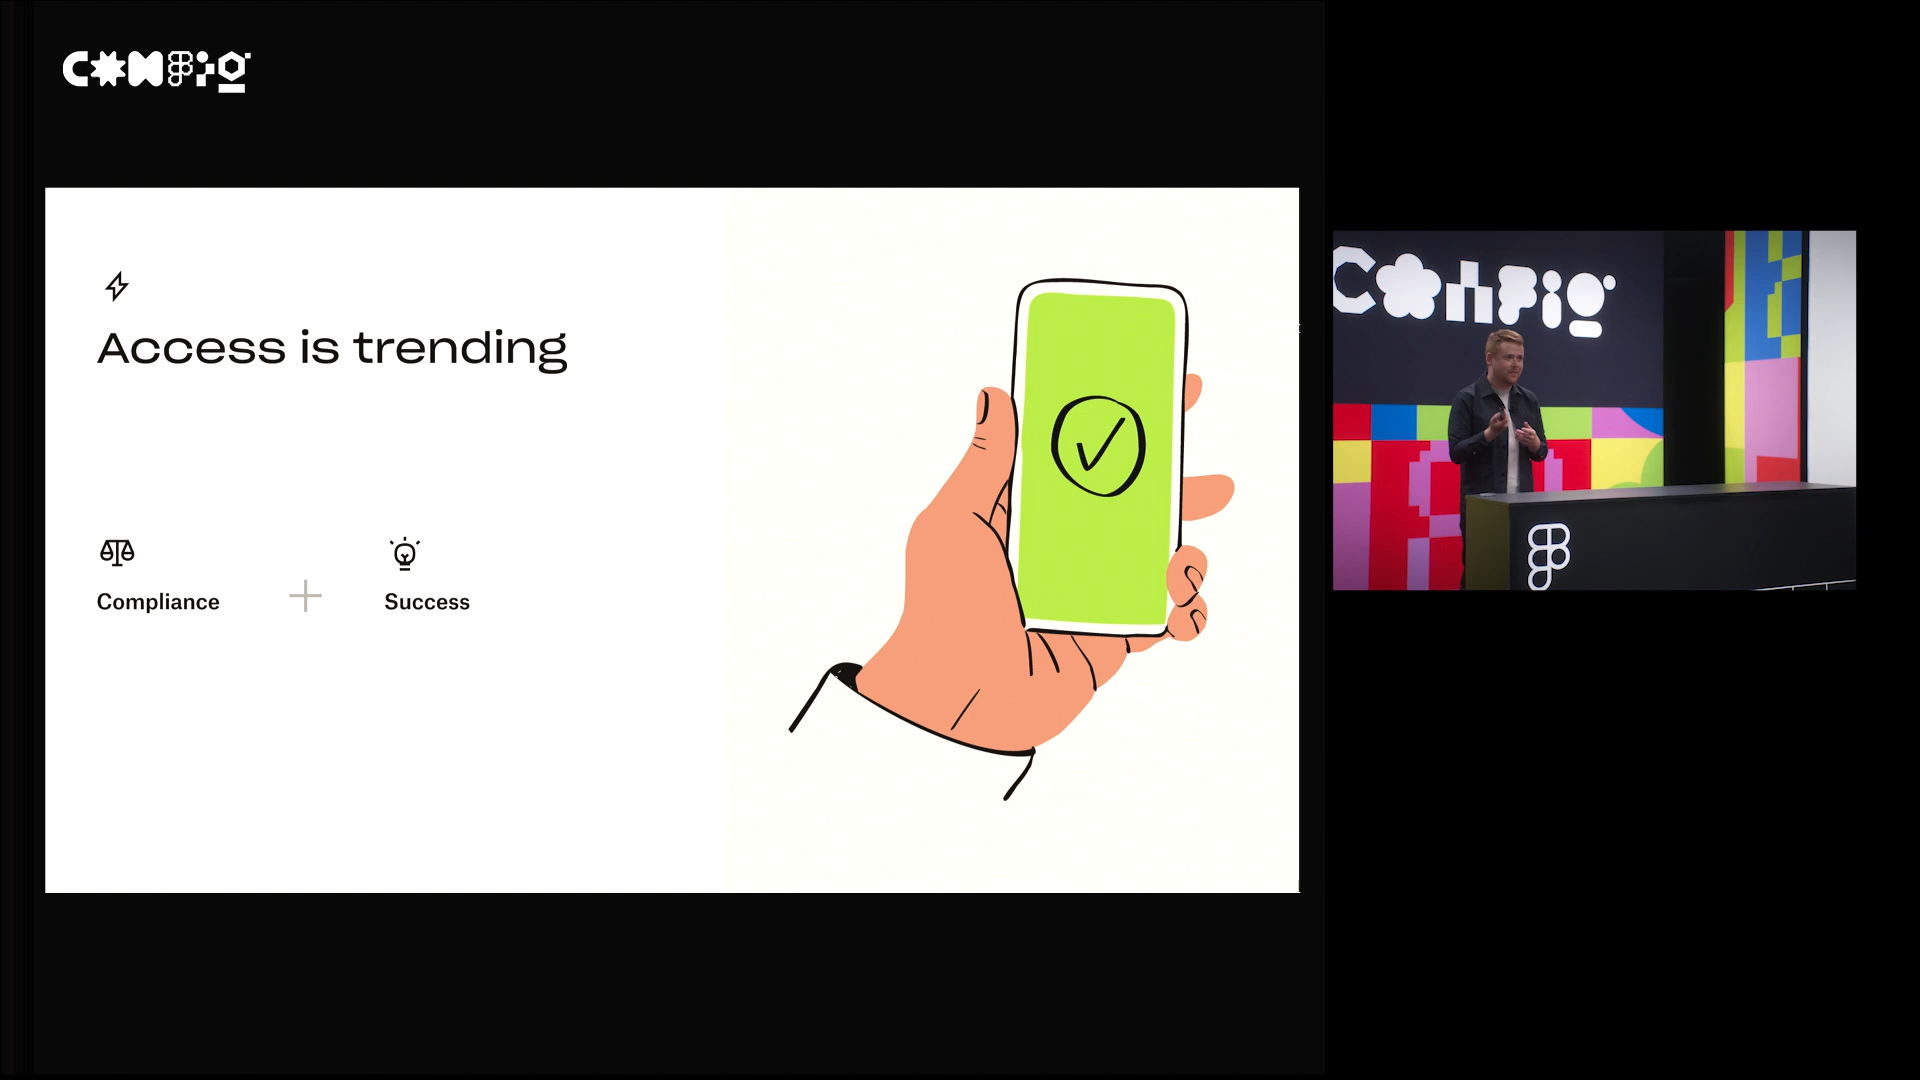 Config
Access is trending
Compliance
Success
Config